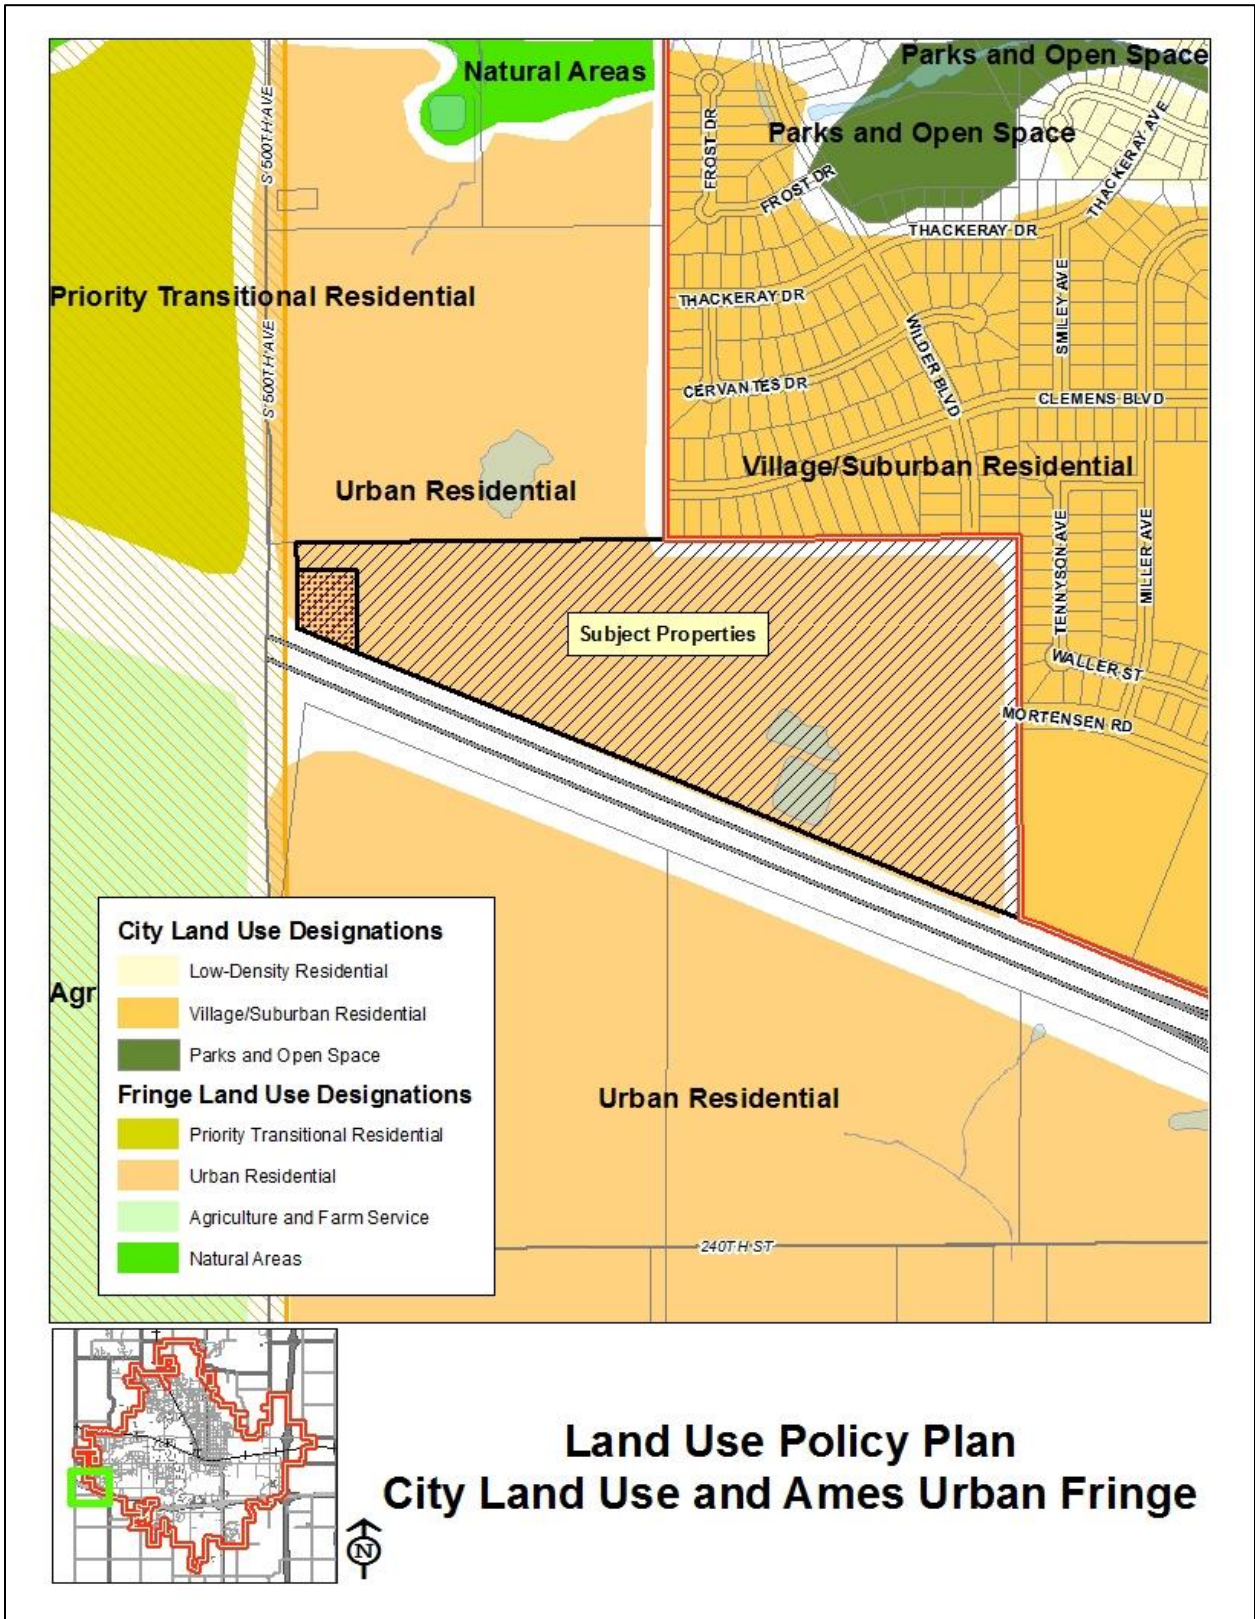 Natural Areas
Parks and Open Space
Parks and Open Space
S 500TH AVE
FROST DR
FROST DR
THACKERAY AVE
THACKERAY DR
Priority Transitional Residential
THACKERAY DR
SMILEY AVE
S 500TH AVE
WILDER BLVD
CERVANTES DR
CLEMENS BLVD
Village/Suburban Residential
Urban Residential
TENNYSON AVE
MILLER AVE
Subject Properties
WALLER ST
MORTENSEN RD
City Land Use Designations
Low-Density Residential
Agr
Village/Suburban Residential
Parks and Open Space
Fringe Land Use Designations
Priority Transitional Residential
Urban Residential
Agriculture and Farm Service
Natural Areas
Urban Residential
240TH ST
Land Use Policy Plan
City Land Use and Ames Urban Fringe
N